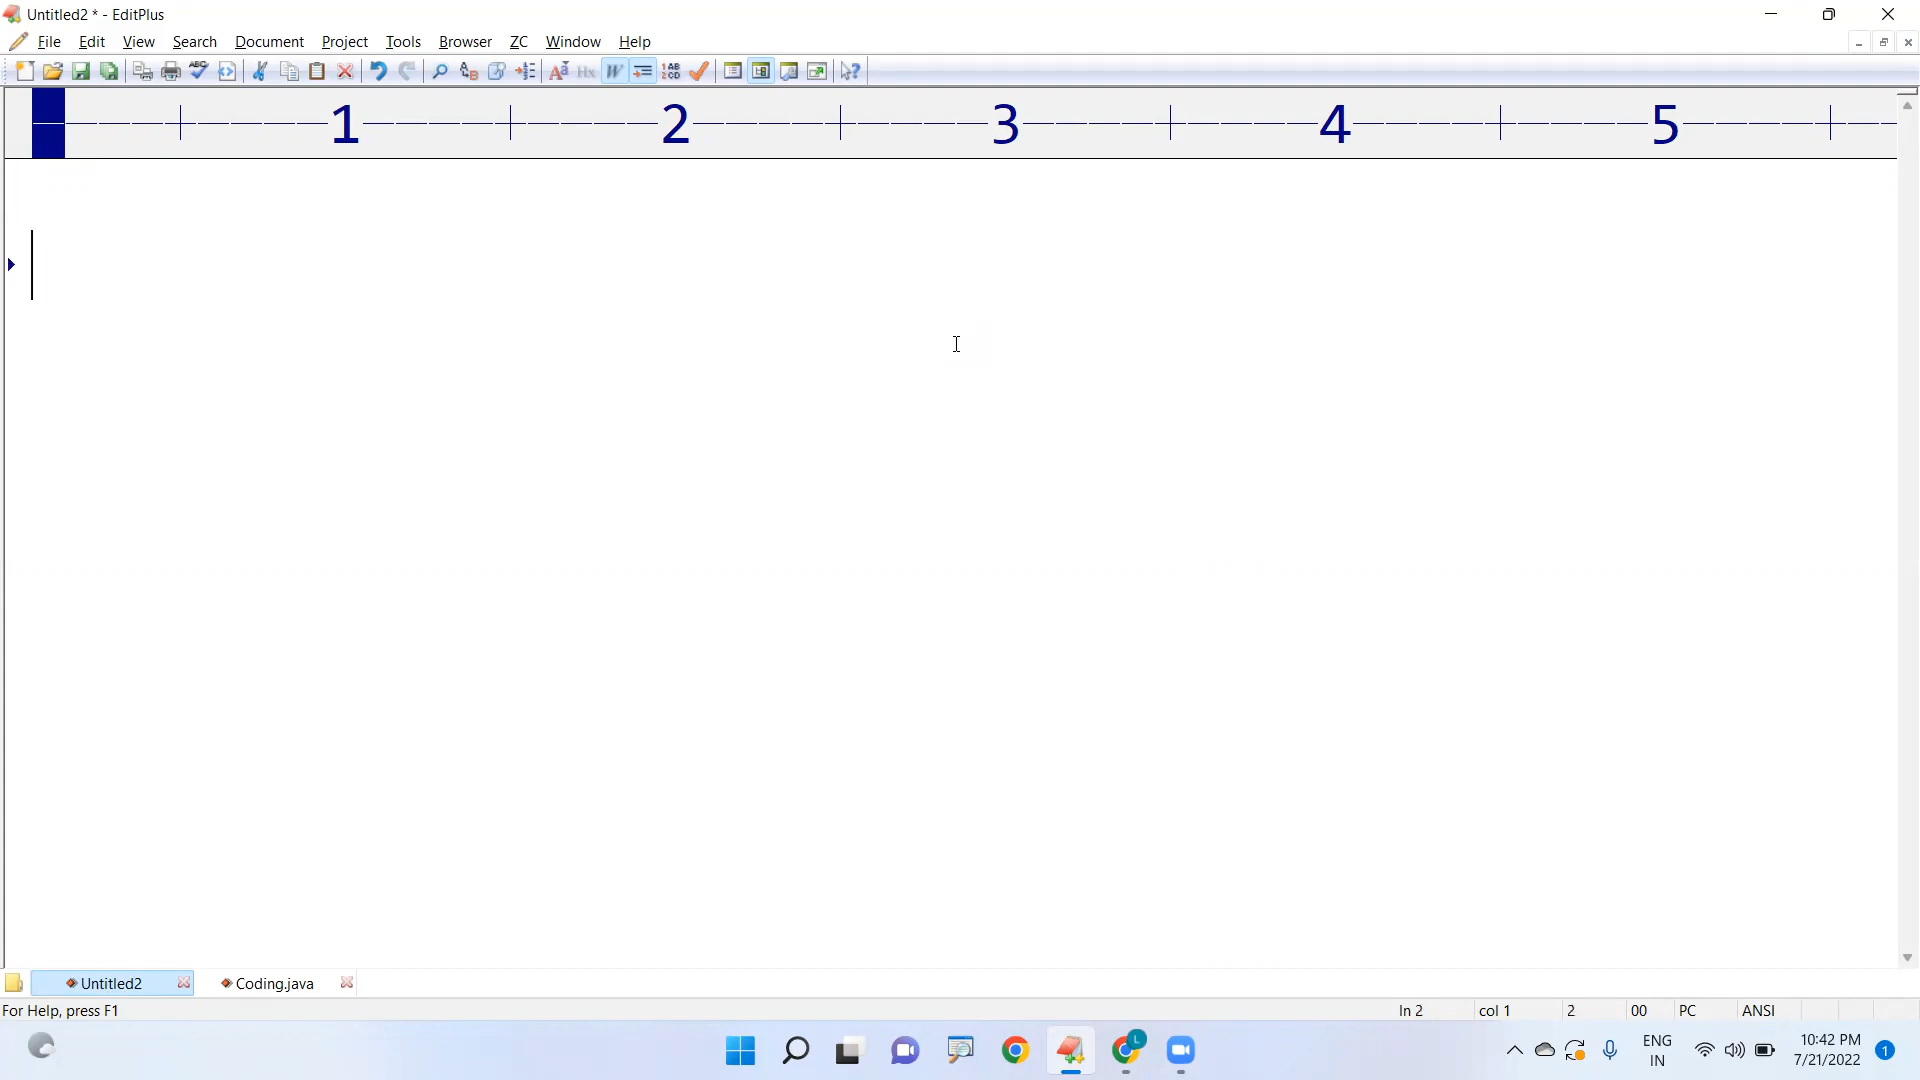 Untitled2 * - EditPlus
File Edit View Search Document Project Tools Browser ZC Window Help
1 2 3 4 5
Untitled2 Coding.java
For Help, press F1 ln 2 col 1 2 00 PC ANSI
ENG
IN
10:42 PM
7/21/2022
1
L